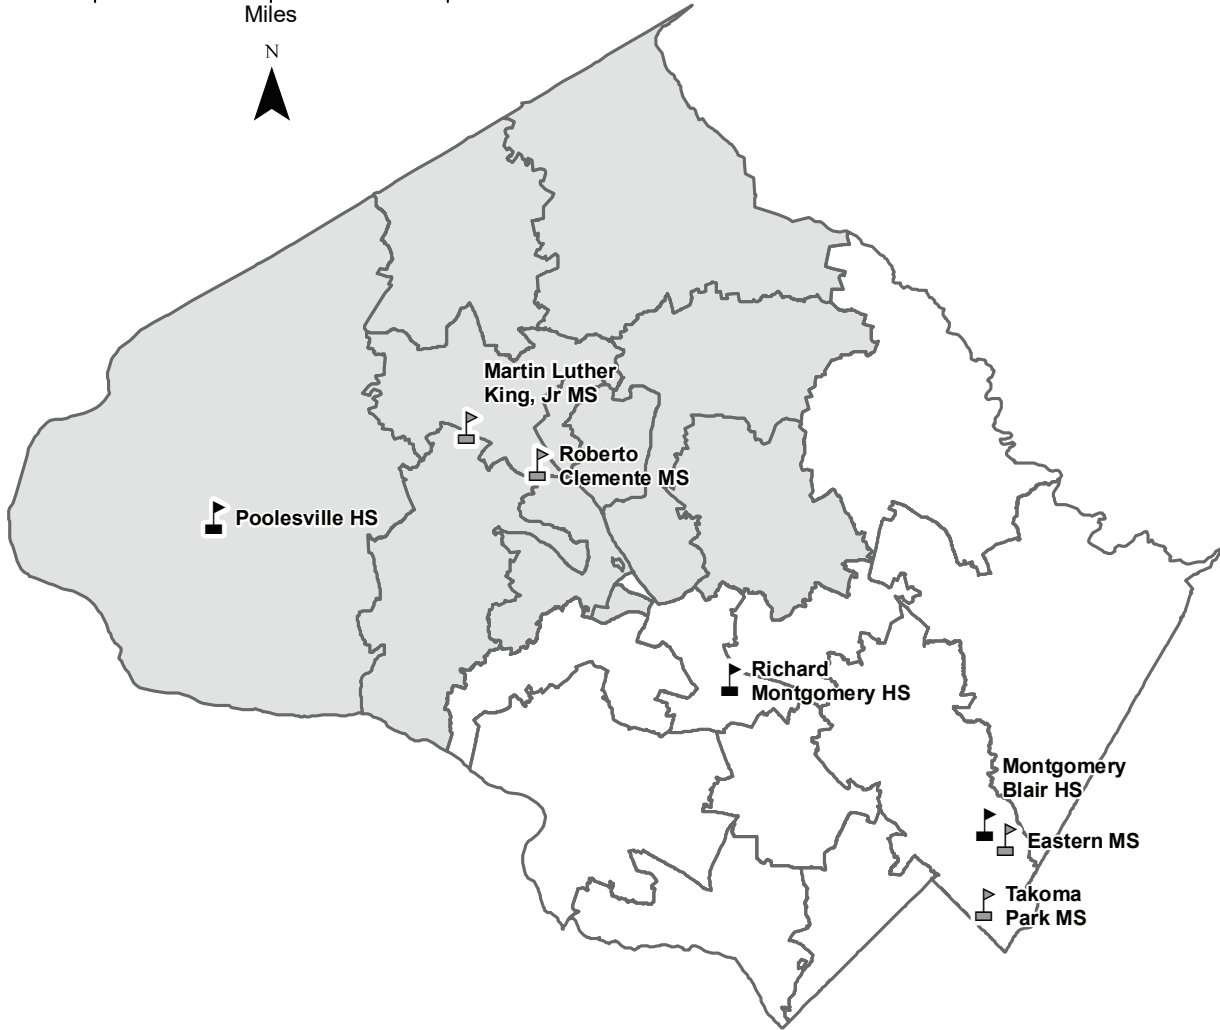 Miles
N
Martin Luther
King, Jr MS
Roberto
Clemente MS
Poolesville HS
Richard
Montgomery HS
Montgomery
Blair HS
Eastern MS
Takoma
Park MS